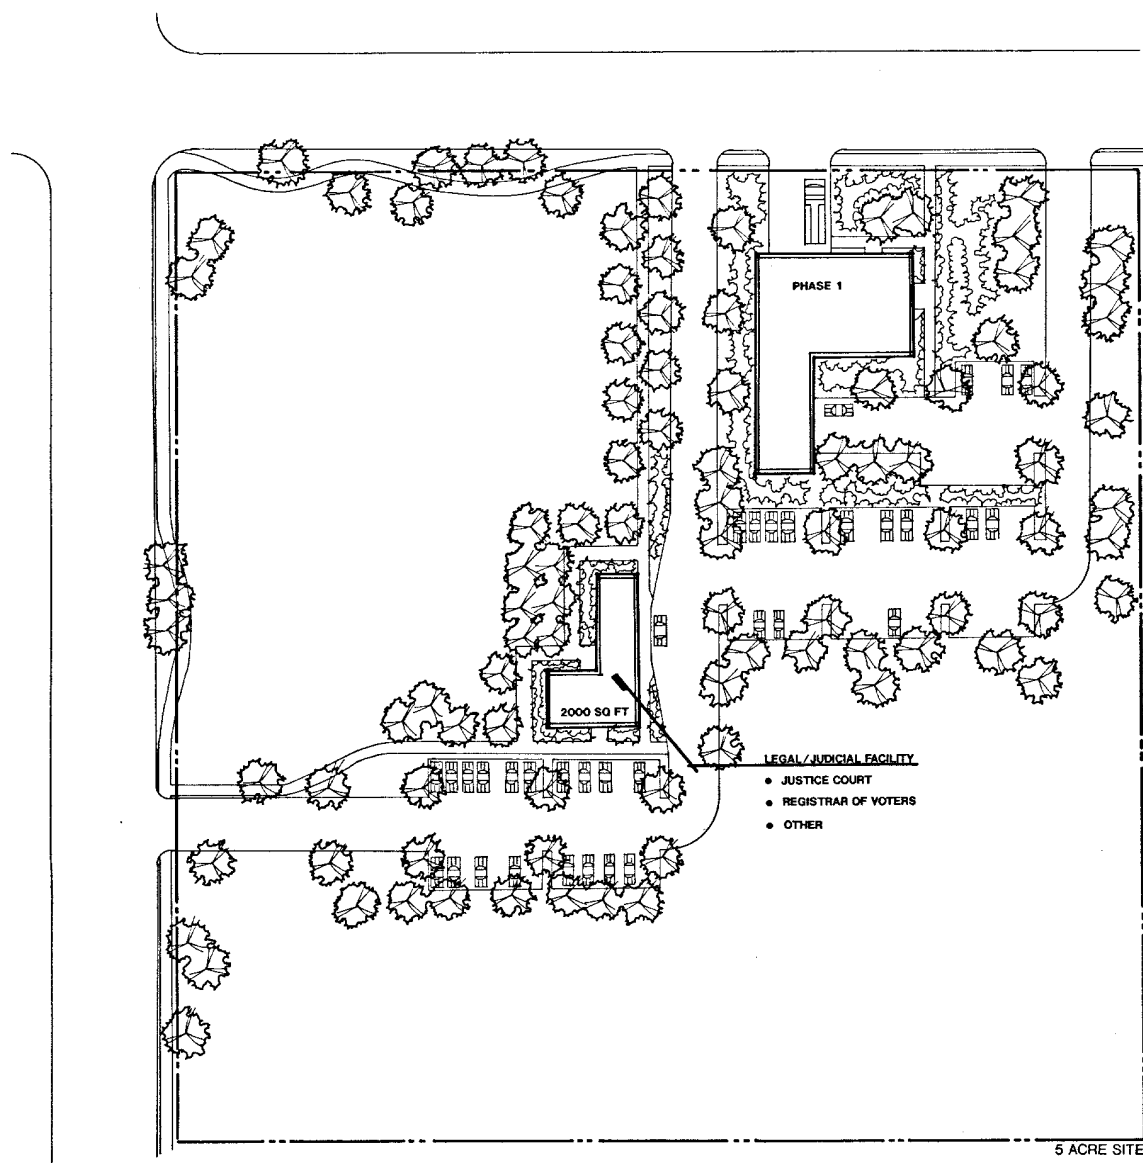 PHASE 1
2000 SQ FT
LEGAL / JUDICIAL FACILITY
● JUSTICE COURT
● REGISTRAR OF VOTERS
● OTHER
5 ACRE SITE